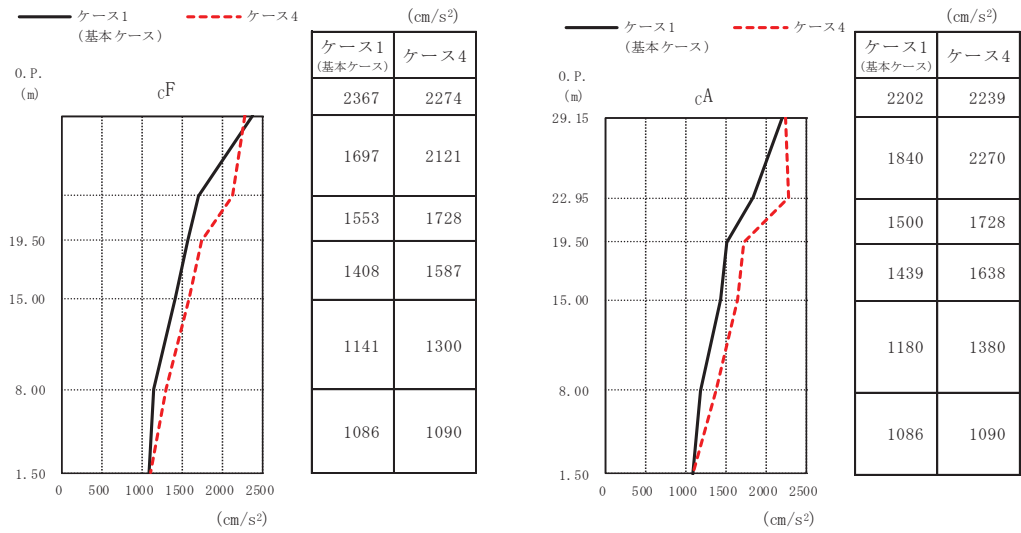 ケース1 ケース4
(基本ケース)
(cm/s²)
O.P.
(m)
cF
19.50
15.00
8.00
1.50
0 500 1000 1500 2000 2500
(cm/s²)
ケース1 ケース4
(基本ケース)
2367 2274
1697 2121
1553 1728
1408 1587
1141 1300
1086 1090
ケース1 ケース4
(基本ケース)
(cm/s²)
O.P.
(m)
cA
29.15
22.95
19.50
15.00
8.00
1.50
0 500 1000 1500 2000 2500
(cm/s²)
ケース1 ケース4
(基本ケース)
2202 2239
1840 2270
1500 1728
1439 1638
1180 1380
1086 1090